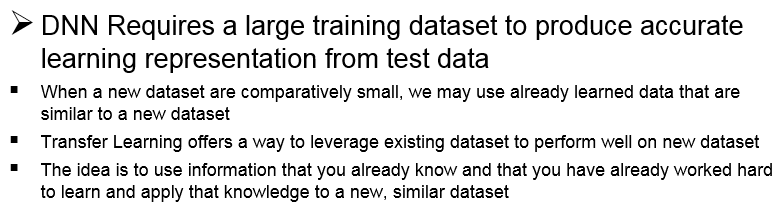 ➢ DNN Requires a large training dataset to produce accurate
learning representation from test data
▪ When a new dataset are comparatively small, we may use already learned data that are
similar to a new dataset
▪ Transfer Learning offers a way to leverage existing dataset to perform well on new dataset
▪ The idea is to use information that you already know and that you have already worked hard
to learn and apply that knowledge to a new, similar dataset